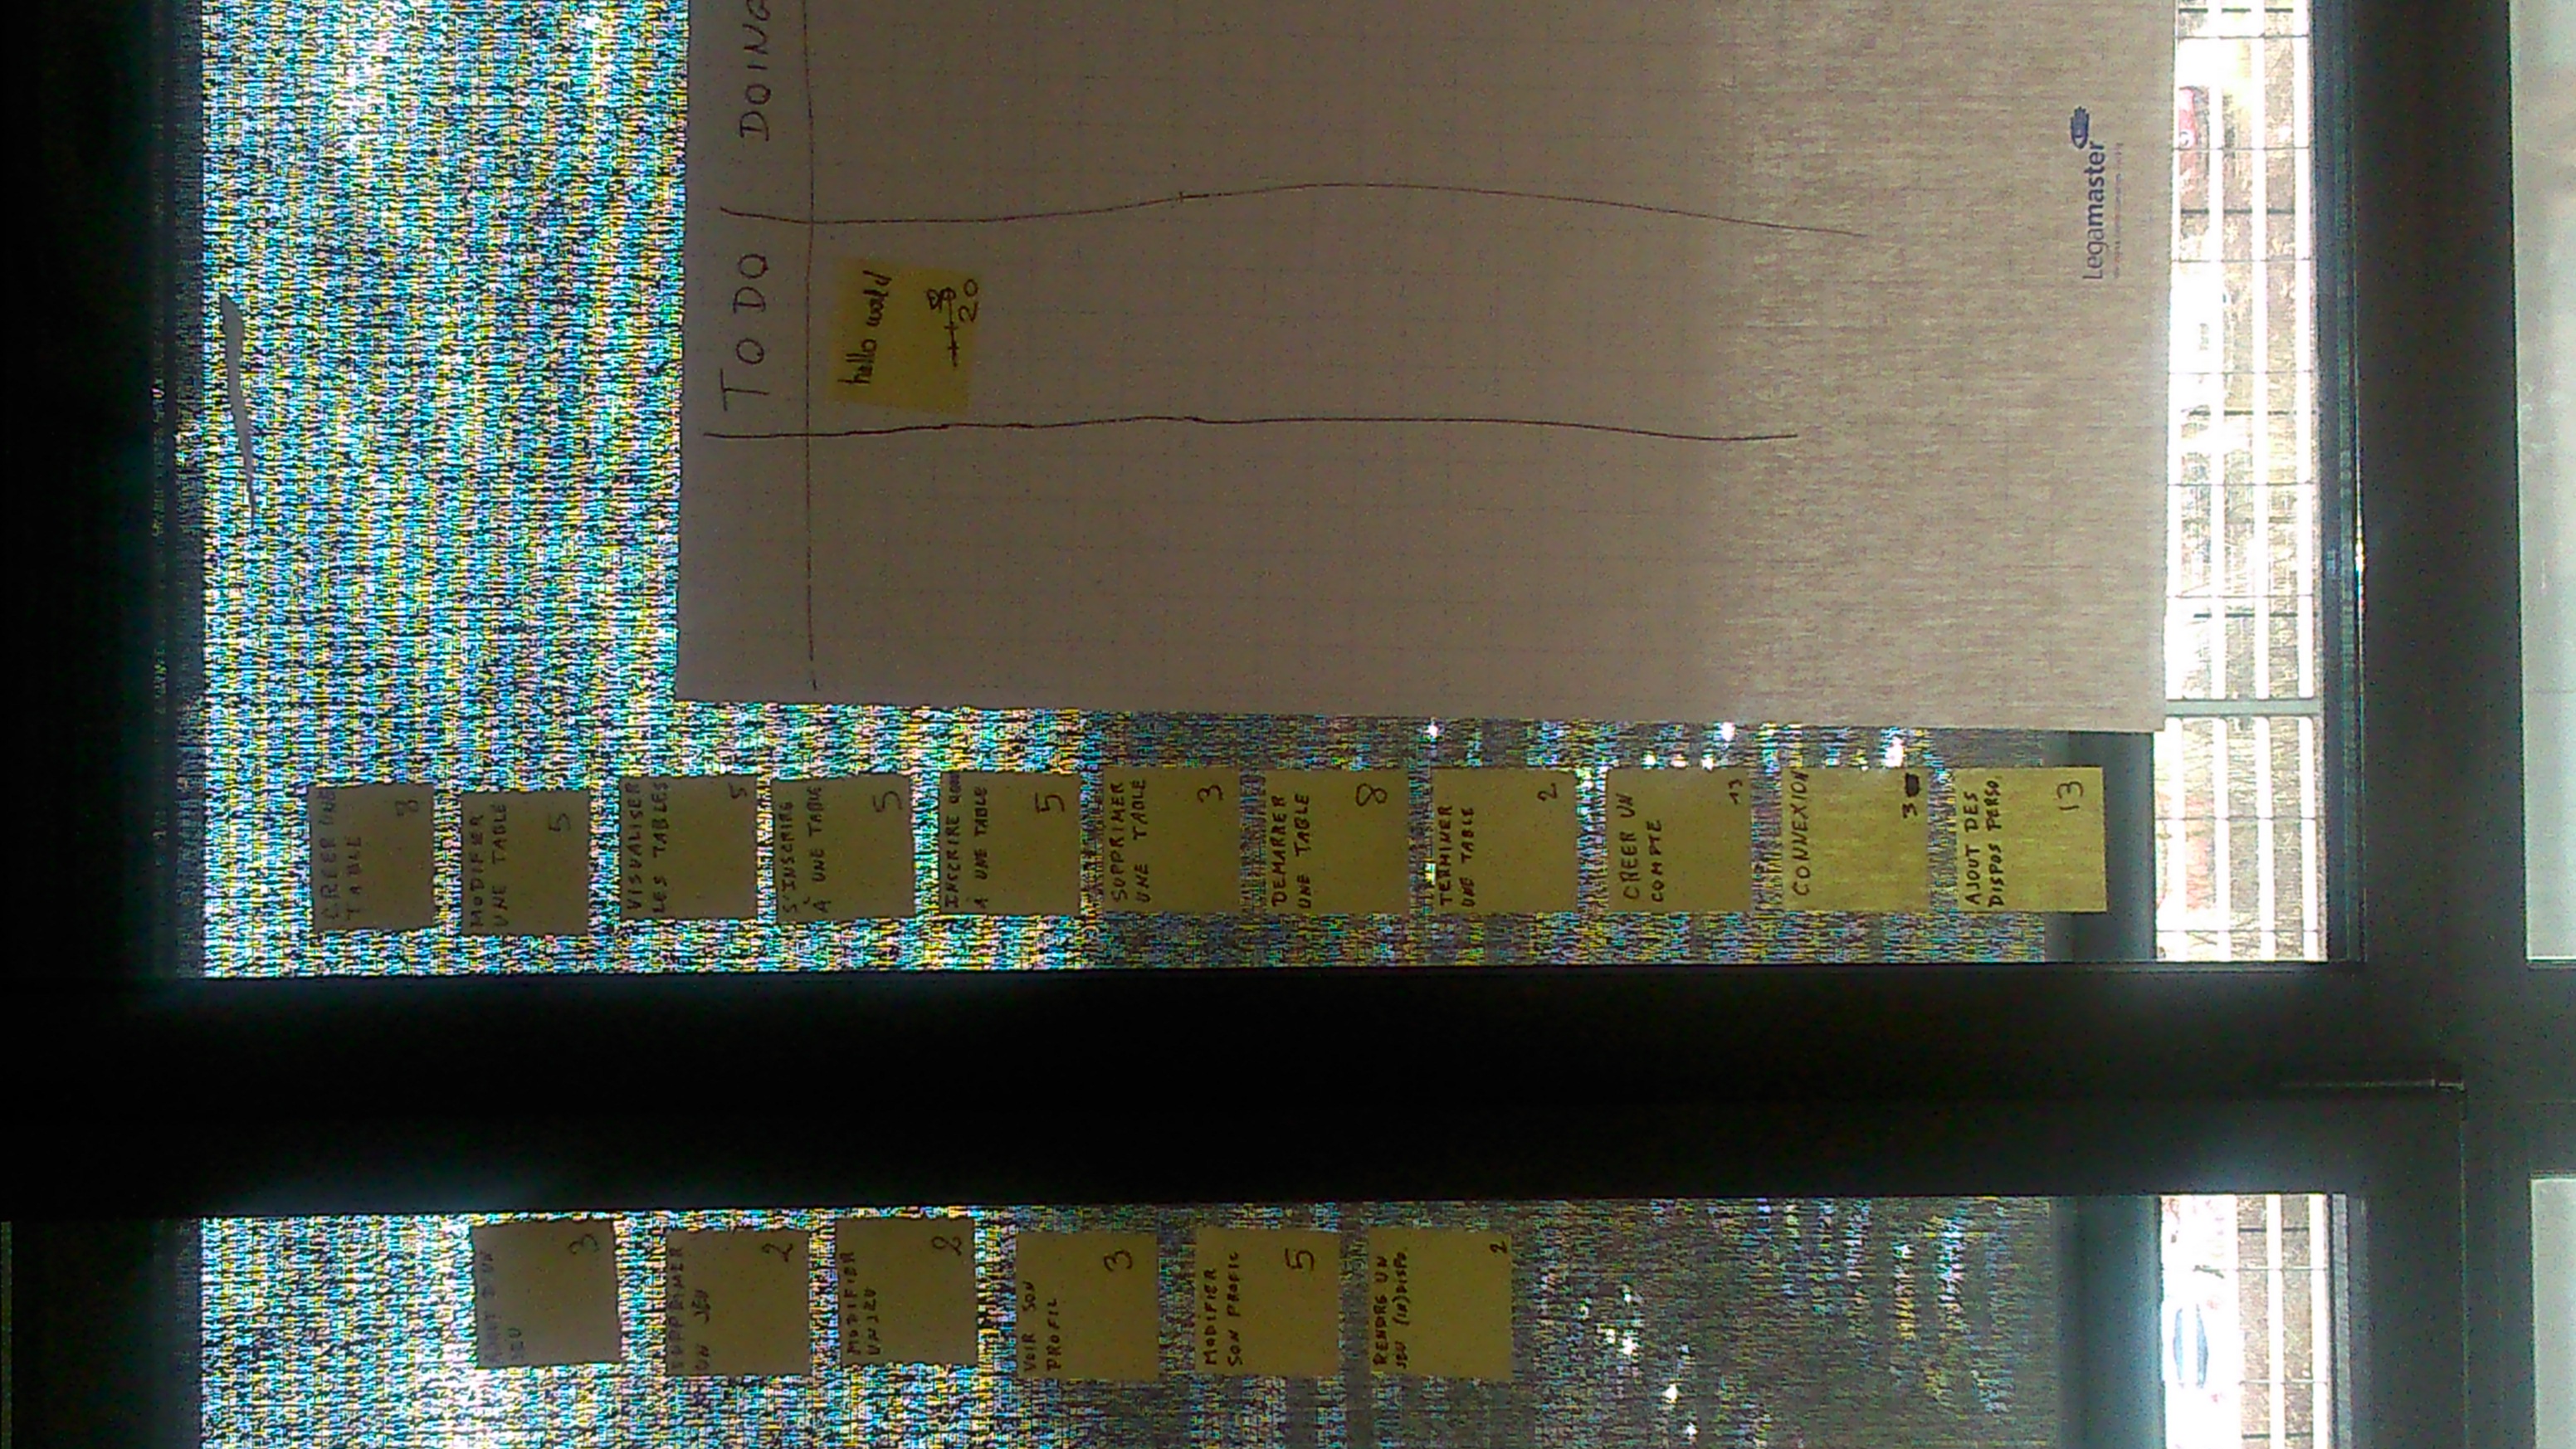 AJOUT D'UN
JEU
3
SUPPRIMER
UN JEU
2
MODIFIER
UN JEU
2
VOIR SON
PROFIL
3
MODIFIER
SON PROFIL
5
RENDRE UN
JEU (IN)DISPO.
2
CREER UNE
TABLE
8
MODIFIER
UNE TABLE
5
VISUALISER
LES TABLES
5
S'INSCRIRE
À UNE TABLE
5
INSCRIRE
À UNE TABLE
5
SUPPRIMER
UNE TABLE
3
DEMARRER
UNE TABLE
8
TERMINER
UNE TABLE
2
CREER UN
COMPTE
13
CONNEXION
3
AJOUT DES
DISPOS PERSO.
13
TO DO
DOING
hello world
20
Legamaster